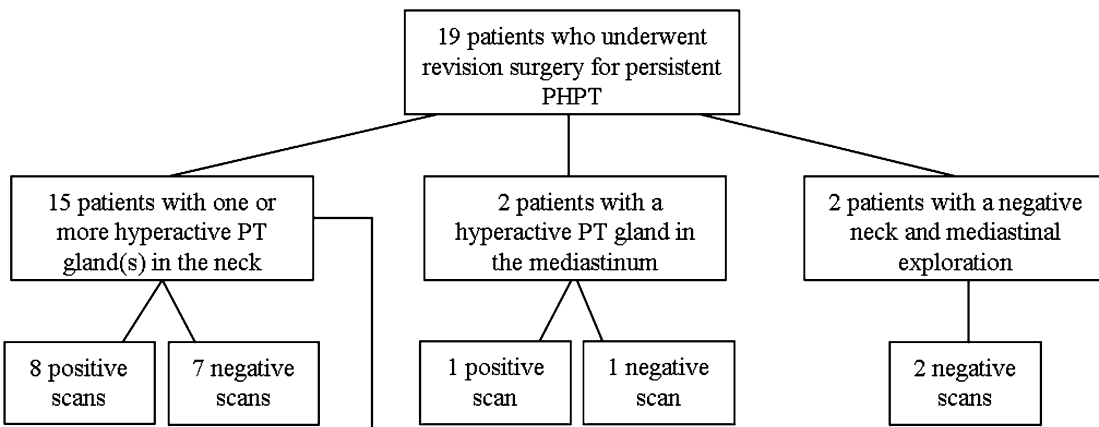 19 patients who underwent
revision surgery for persistent
PHPT
15 patients with one or
more hyperactive PT
gland(s) in the neck
2 patients with a
hyperactive PT gland in
the mediastinum
2 patients with a negative
neck and mediastinal
exploration
8 positive
scans
7 negative
scans
1 positive
scan
1 negative
scan
2 negative
scans